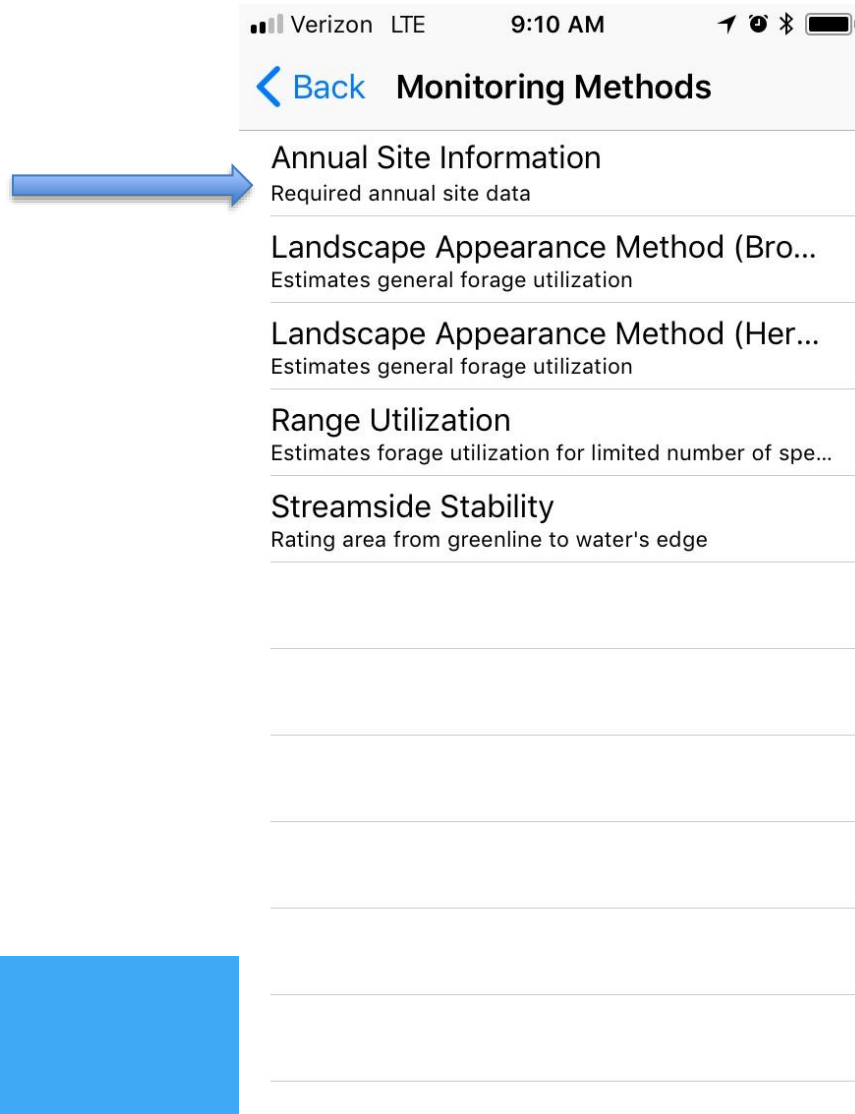 Verizon LTE 9:10 AM
Back Monitoring Methods
Annual Site Information
Required annual site data
Landscape Appearance Method (Bro...
Estimates general forage utilization
Landscape Appearance Method (Her...
Estimates general forage utilization
Range Utilization
Estimates forage utilization for limited number of spe...
Streamside Stability
Rating area from greenline to water's edge